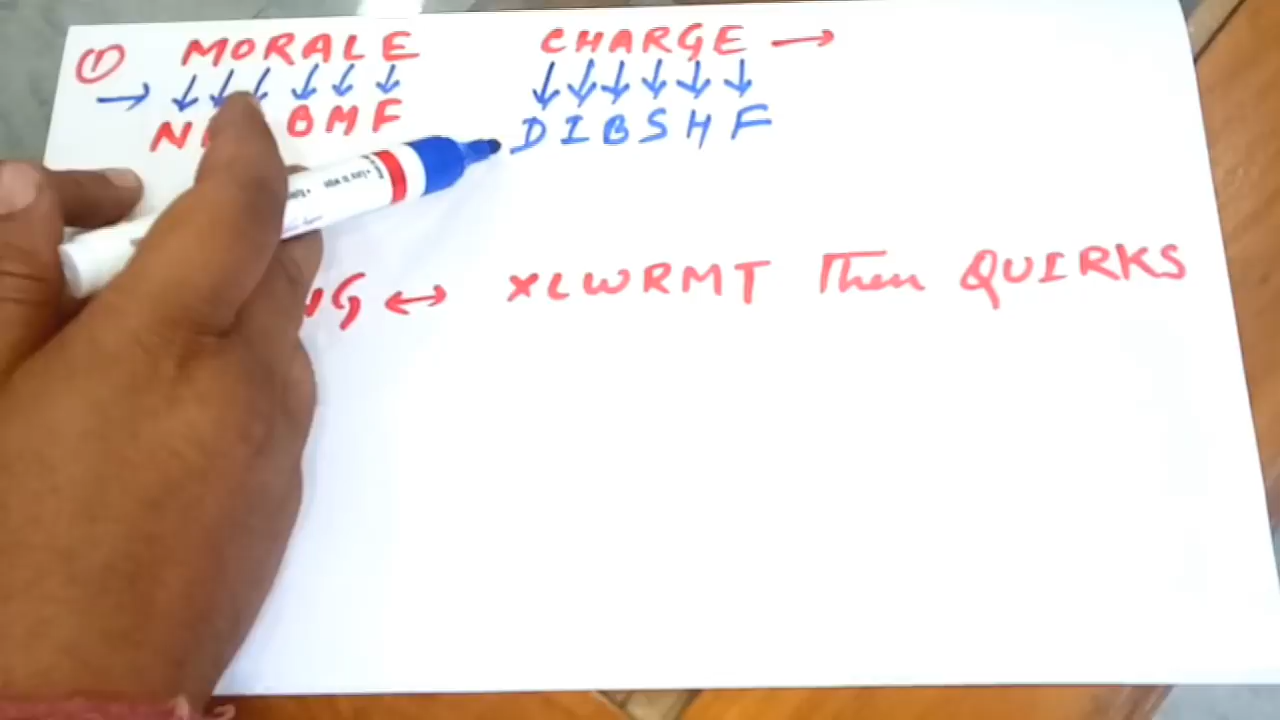 ① MORALE CHARGE →
→ ↓ ↓ ↓ ↓ ↓ ↓ ↓ ↓ ↓ ↓ ↓ ↓
N BMF DIBSHF
G ↔ XLWRMT Then QUIRKS